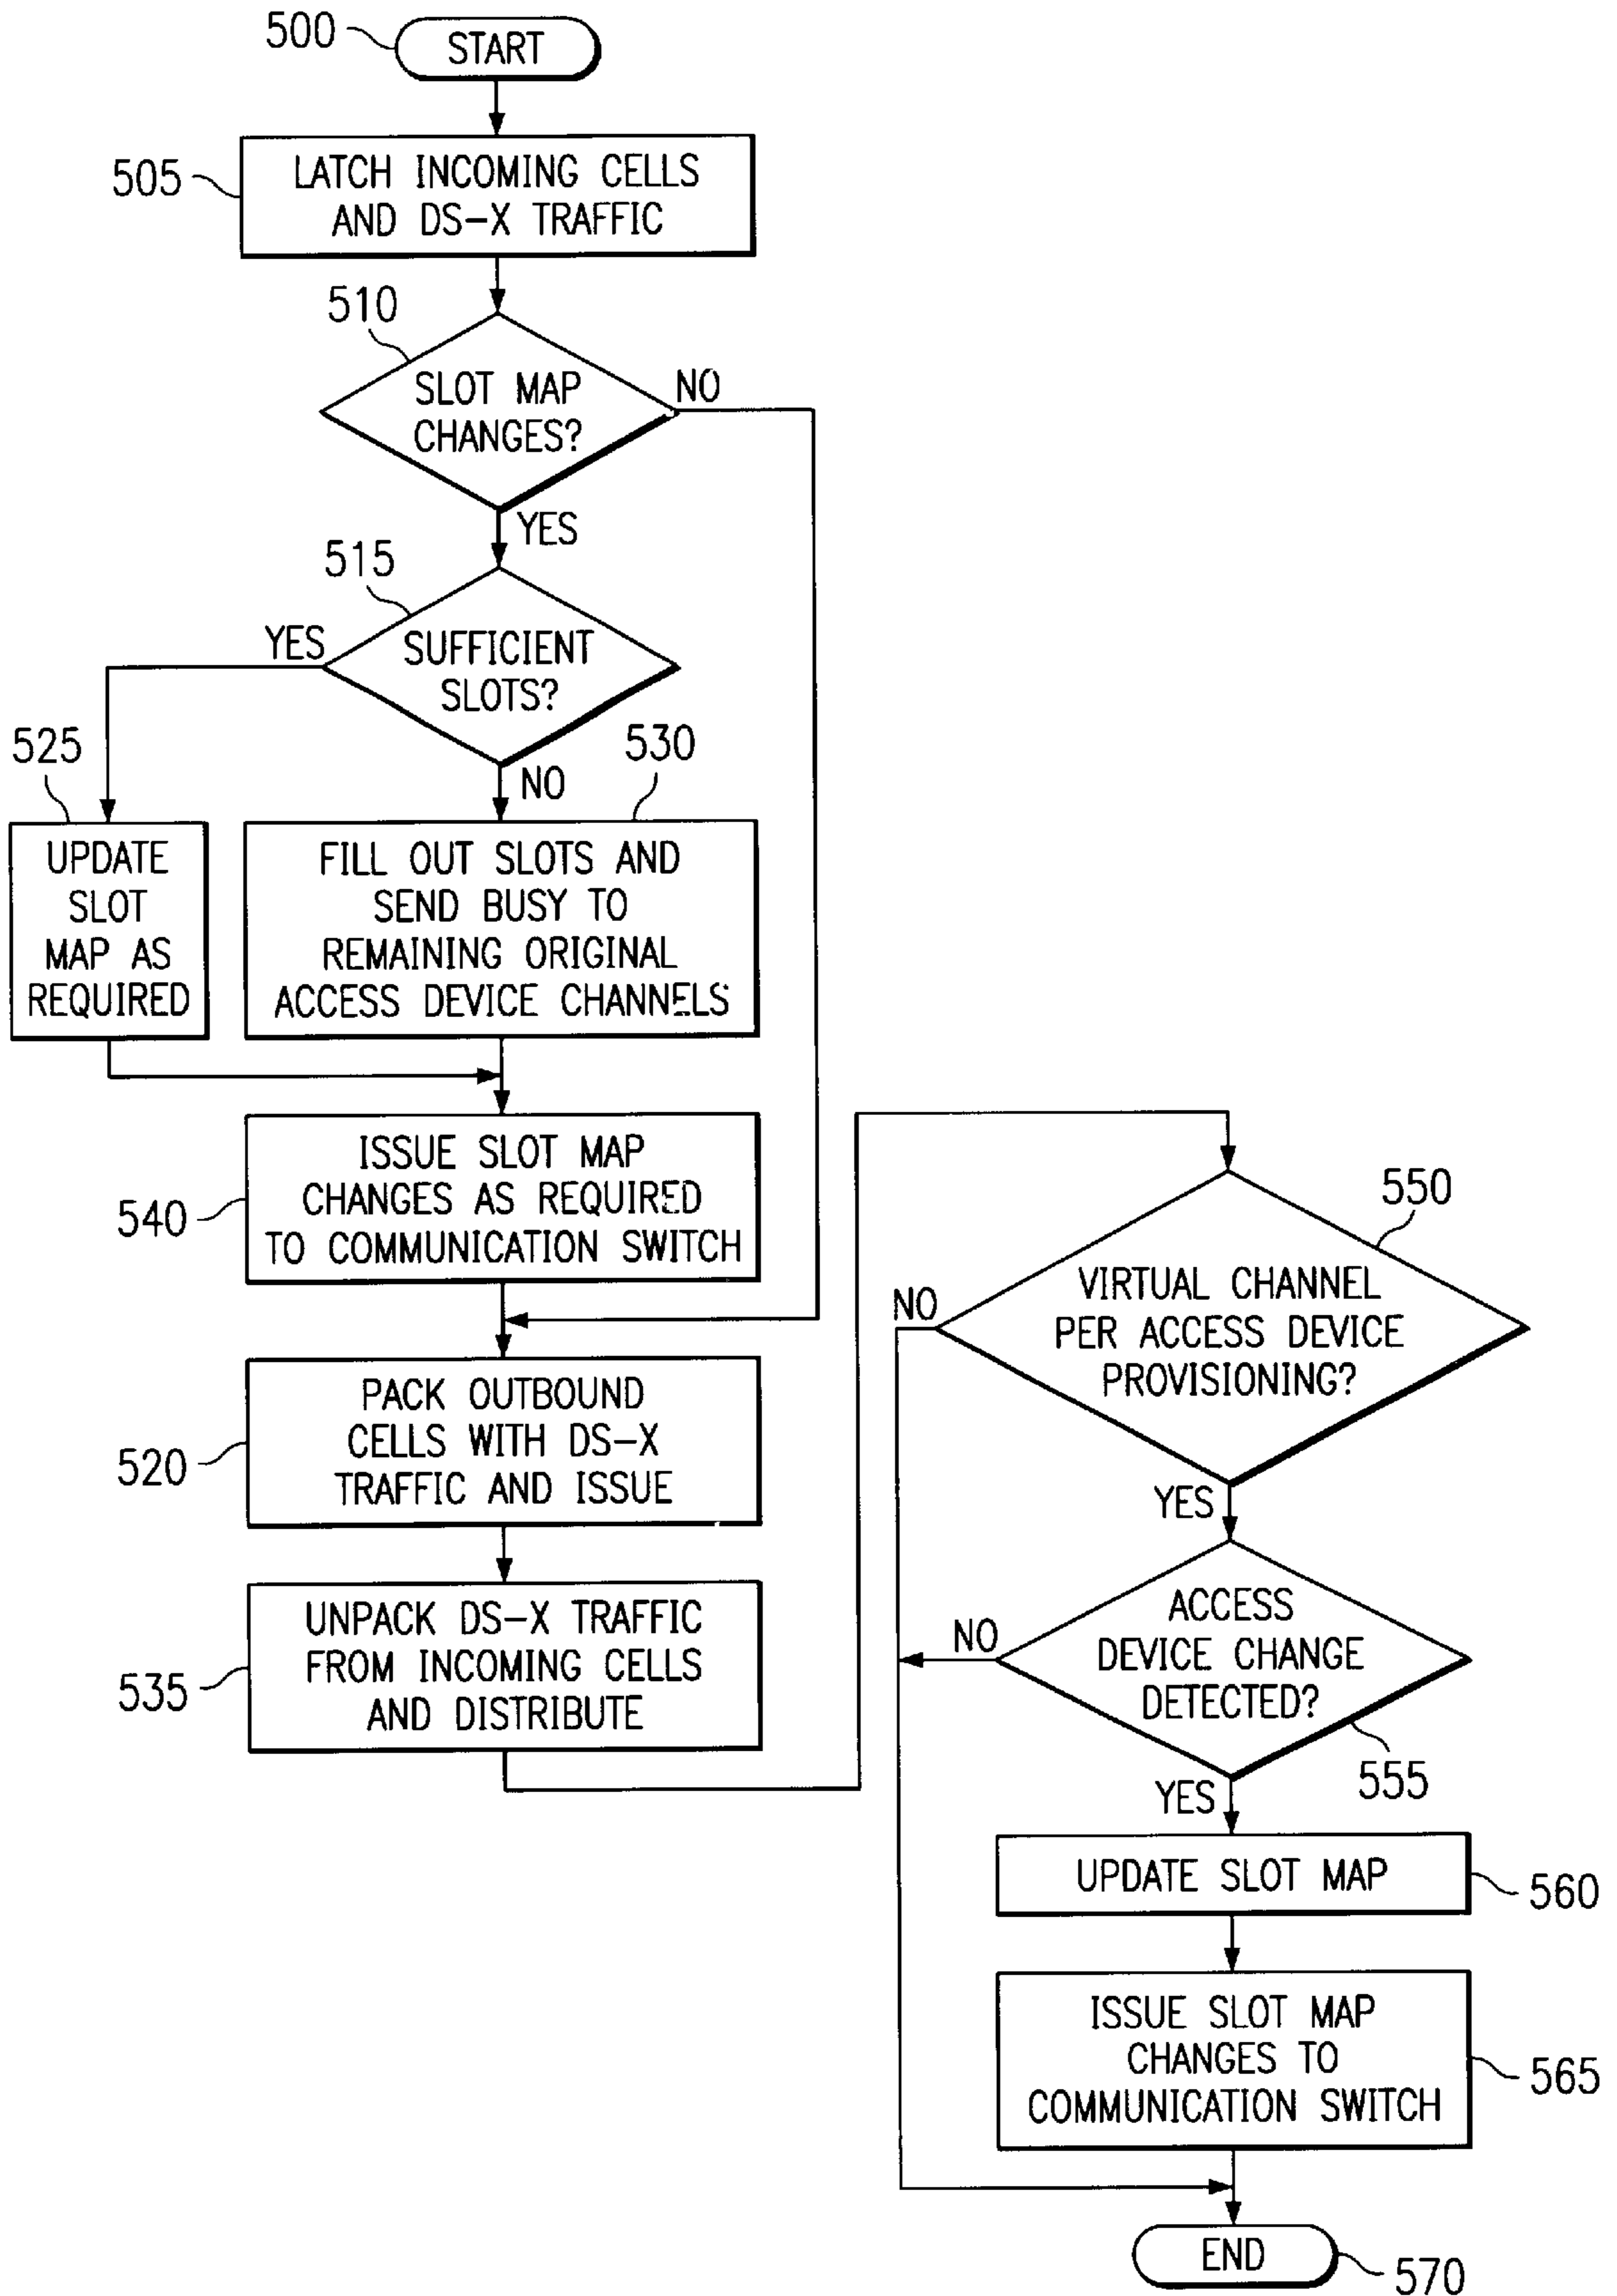 500
START
505
LATCH INCOMING CELLS
AND DS-X TRAFFIC
510
SLOT MAP
CHANGES?
NO
YES
515
SUFFICIENT
SLOTS?
YES
NO
525
UPDATE
SLOT
MAP AS
REQUIRED
530
FILL OUT SLOTS AND
SEND BUSY TO
REMAINING ORIGINAL
ACCESS DEVICE CHANNELS
540
ISSUE SLOT MAP
CHANGES AS REQUIRED
TO COMMUNICATION SWITCH
520
PACK OUTBOUND
CELLS WITH DS-X
TRAFFIC AND ISSUE
535
UNPACK DS-X TRAFFIC
FROM INCOMING CELLS
AND DISTRIBUTE
550
VIRTUAL CHANNEL
PER ACCESS DEVICE
PROVISIONING?
NO
YES
ACCESS
DEVICE CHANGE
DETECTED?
NO
555
YES
UPDATE SLOT MAP
560
ISSUE SLOT MAP
CHANGES TO
COMMUNICATION SWITCH
565
END
570